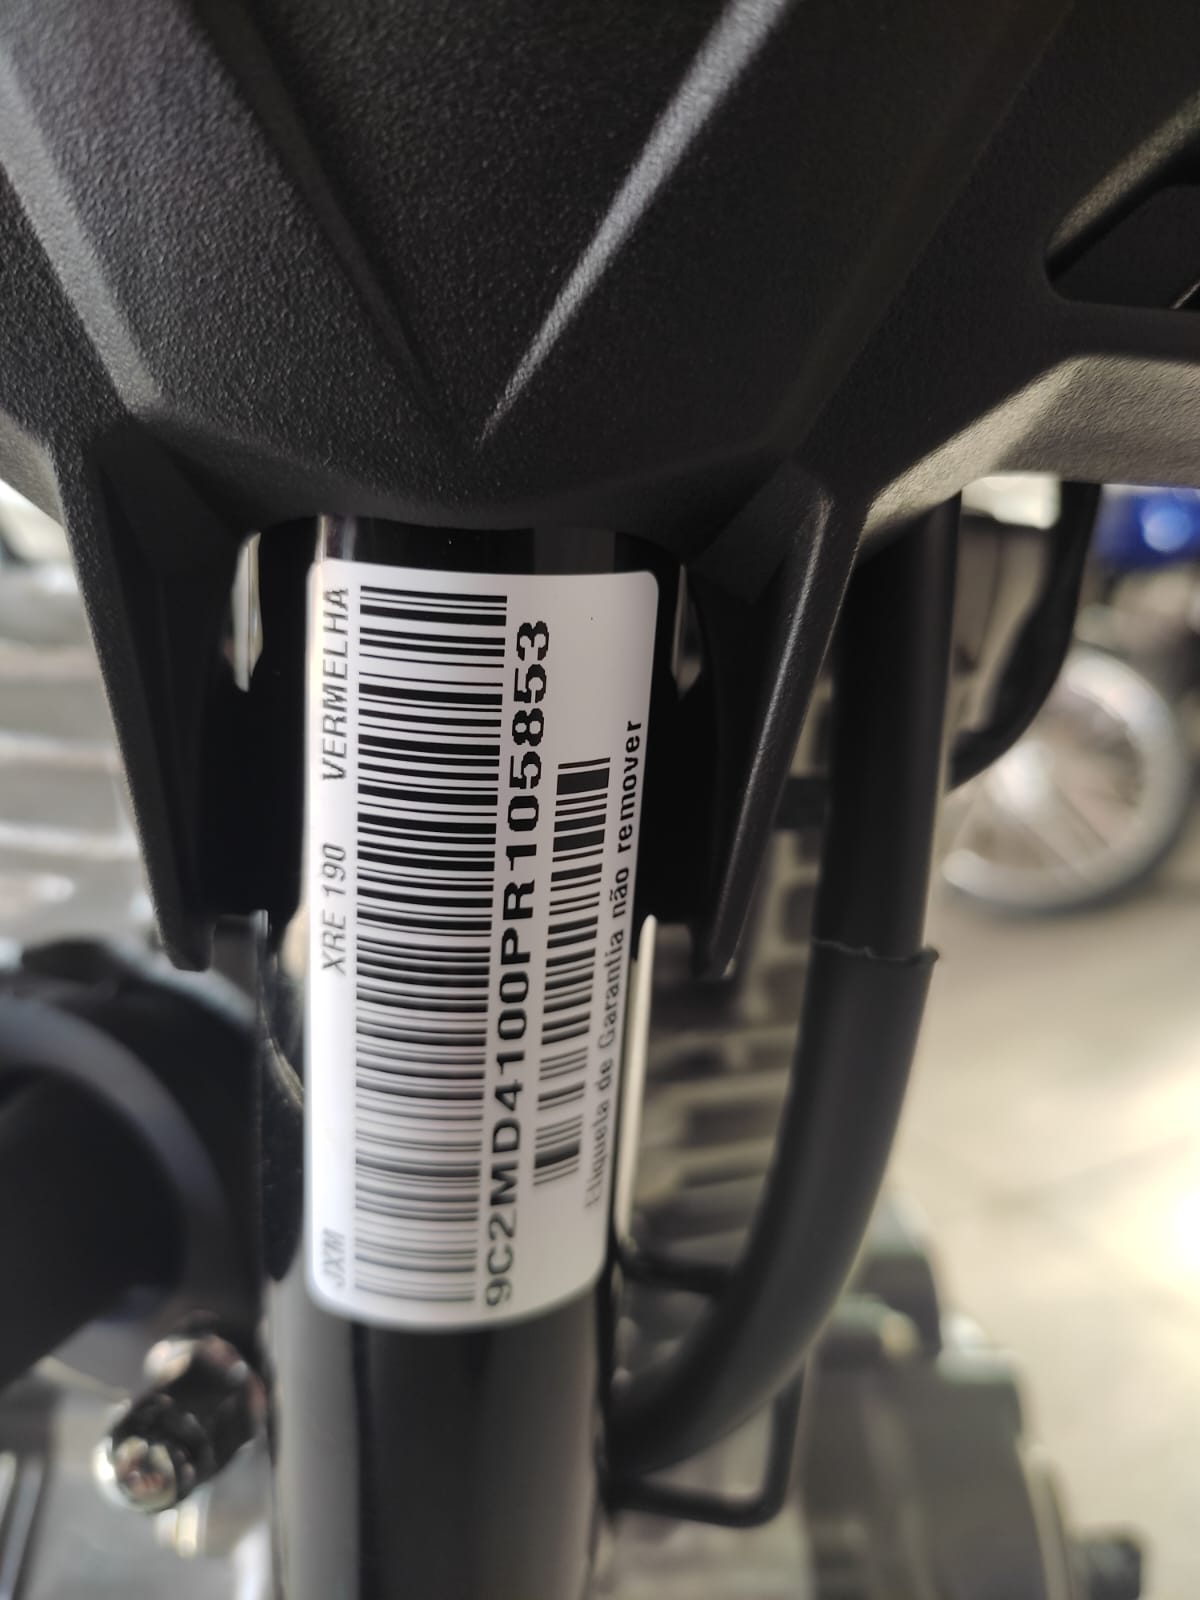 JXM XRE 190 VERMELHA
9C2MD4100PR105853
Etiqueta de Garantia não remover